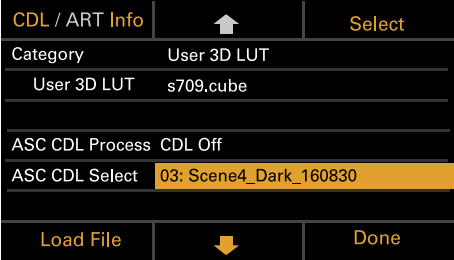 CDL / ART Info Select
Category User 3D LUT
User 3D LUT s709.cube
ASC CDL Process CDL Off
ASC CDL Select 03: Scene4_Dark_160830
Load File Done